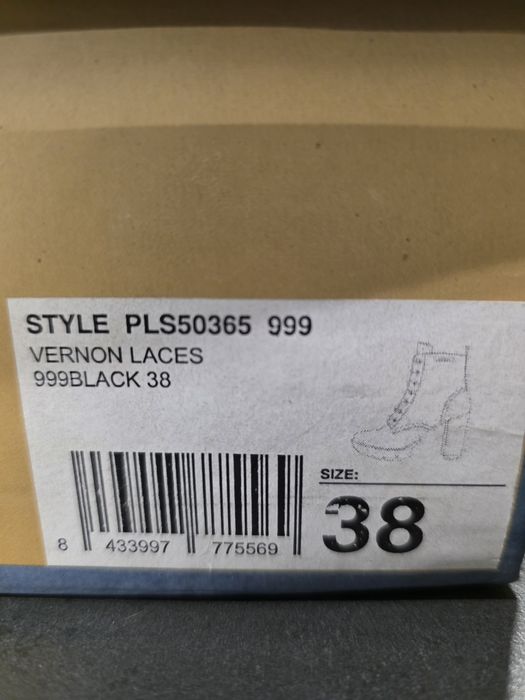 STYLE PLS50365 999
VERNON LACES
999BLACK 38
SIZE:
38
8 433997 775569